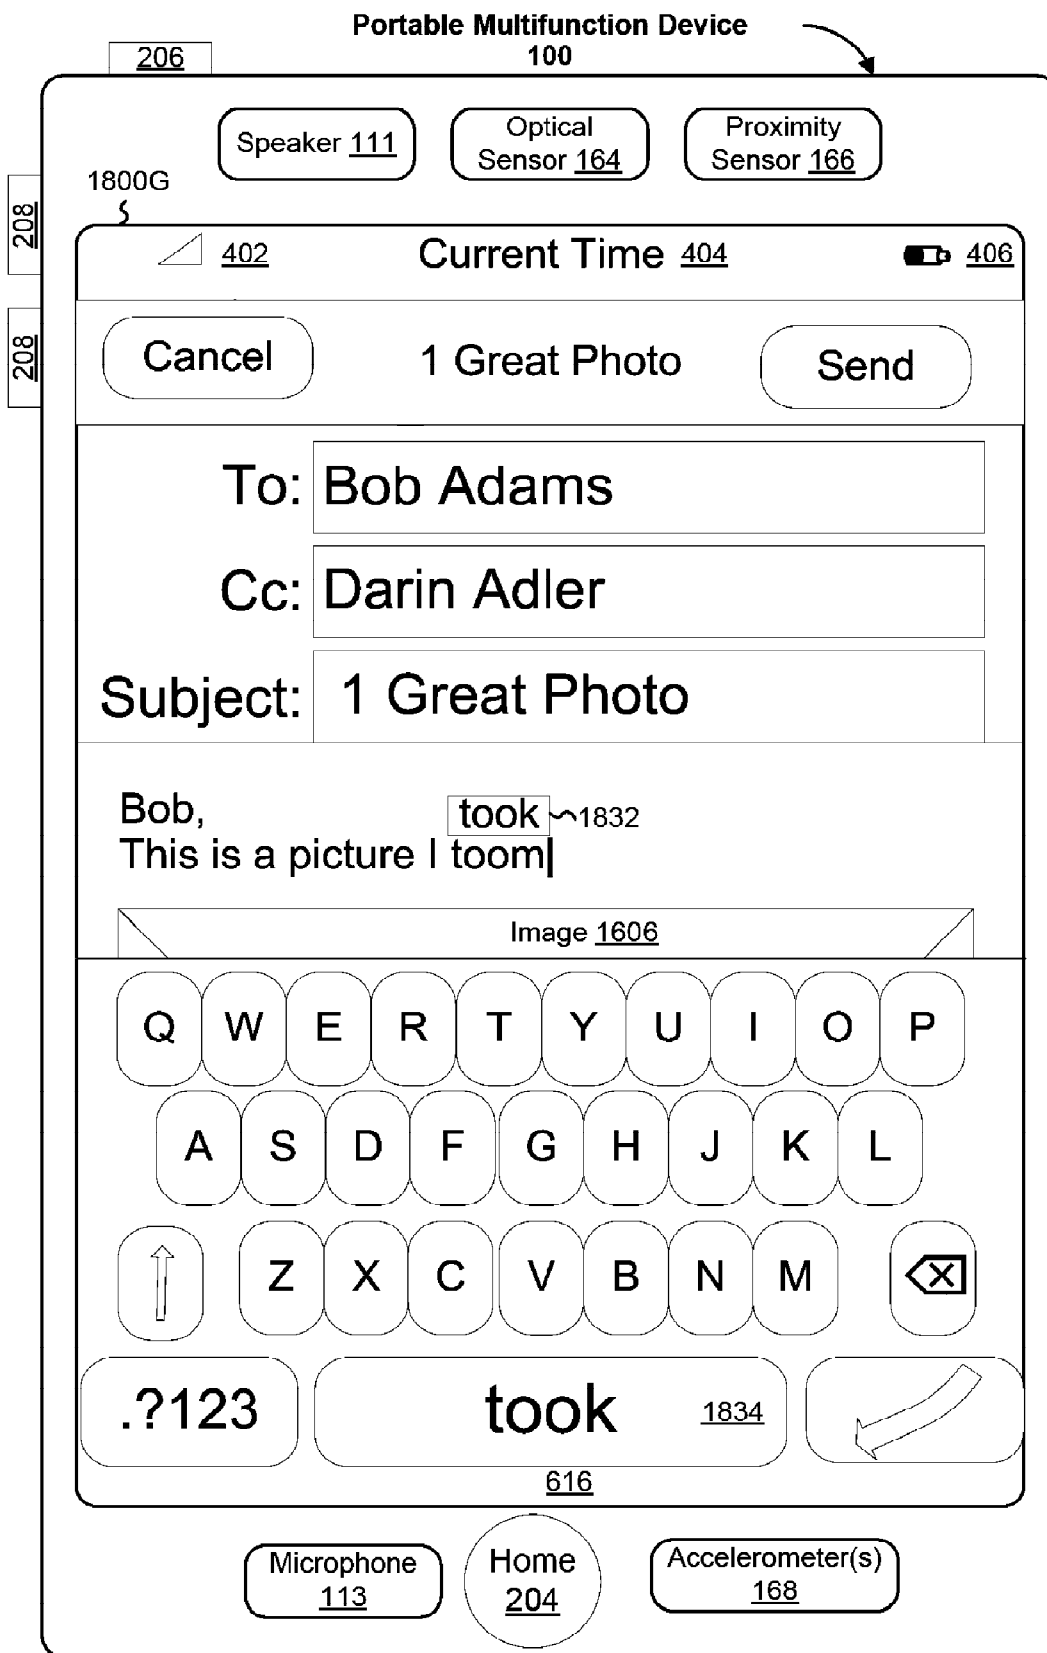 Portable Multifunction Device
100
206
Speaker 111
Optical
Sensor 164
Proximity
Sensor 166
1800G
208
208
402
Current Time 404
406
Cancel
1 Great Photo
Send
To: Bob Adams
Cc: Darin Adler
Subject: 1 Great Photo
Bob,
took 1832
This is a picture I toom
Image 1606
Q W E R T Y U I O P
A S D F G H J K L
Z X C V B N M
.?123
took 1834
616
Microphone
113
Home
204
Accelerometer(s)
168